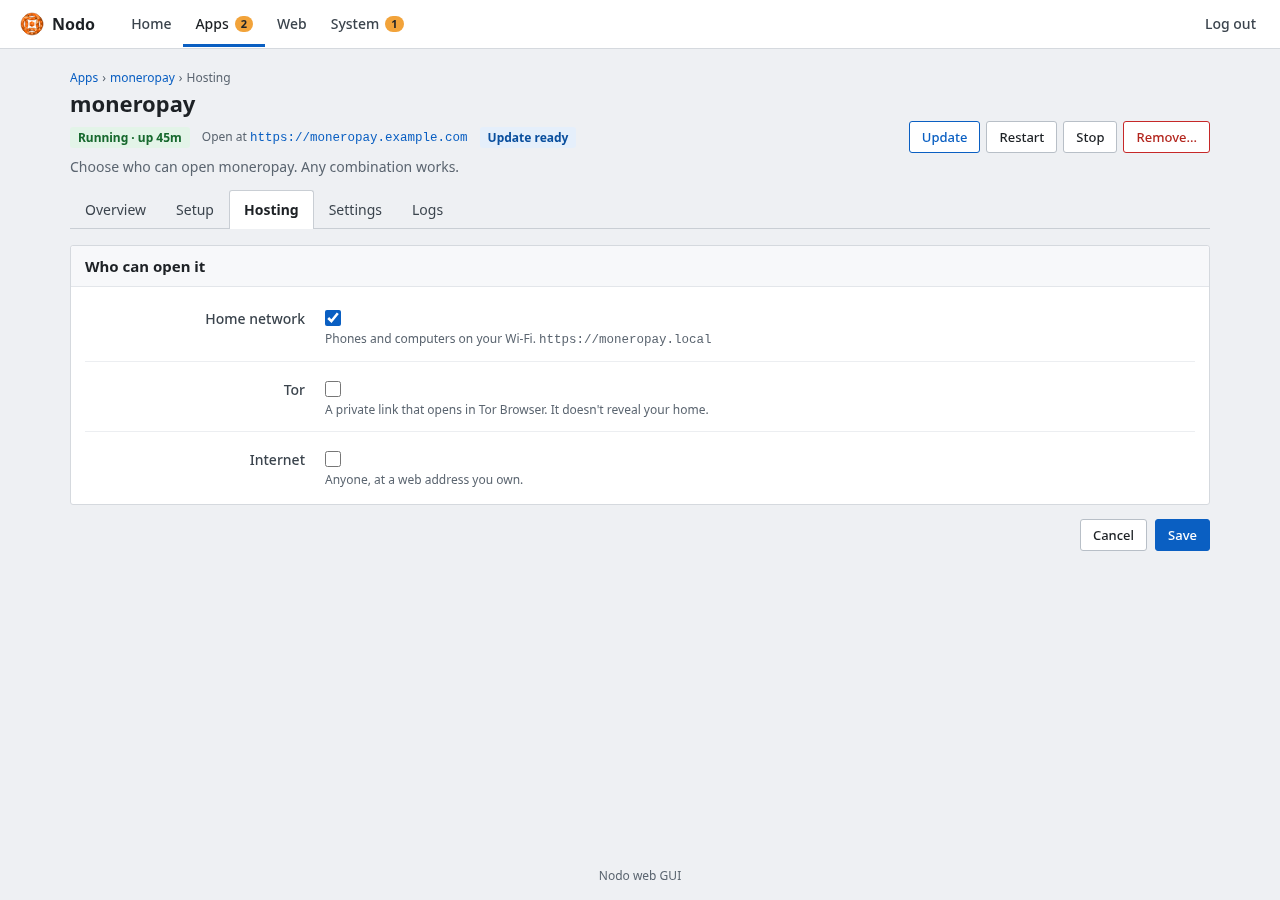 Nodo Home Apps 2 Web System 1 Log out
Apps › moneropay › Hosting
moneropay
Running · up 45m Open at https://moneropay.example.com Update ready Update Restart Stop Remove...
Choose who can open moneropay. Any combination works.
Overview Setup Hosting Settings Logs
Who can open it
Home network
Phones and computers on your Wi-Fi. https://moneropay.local
Tor
A private link that opens in Tor Browser. It doesn't reveal your home.
Internet
Anyone, at a web address you own.
Cancel Save
Nodo web GUI